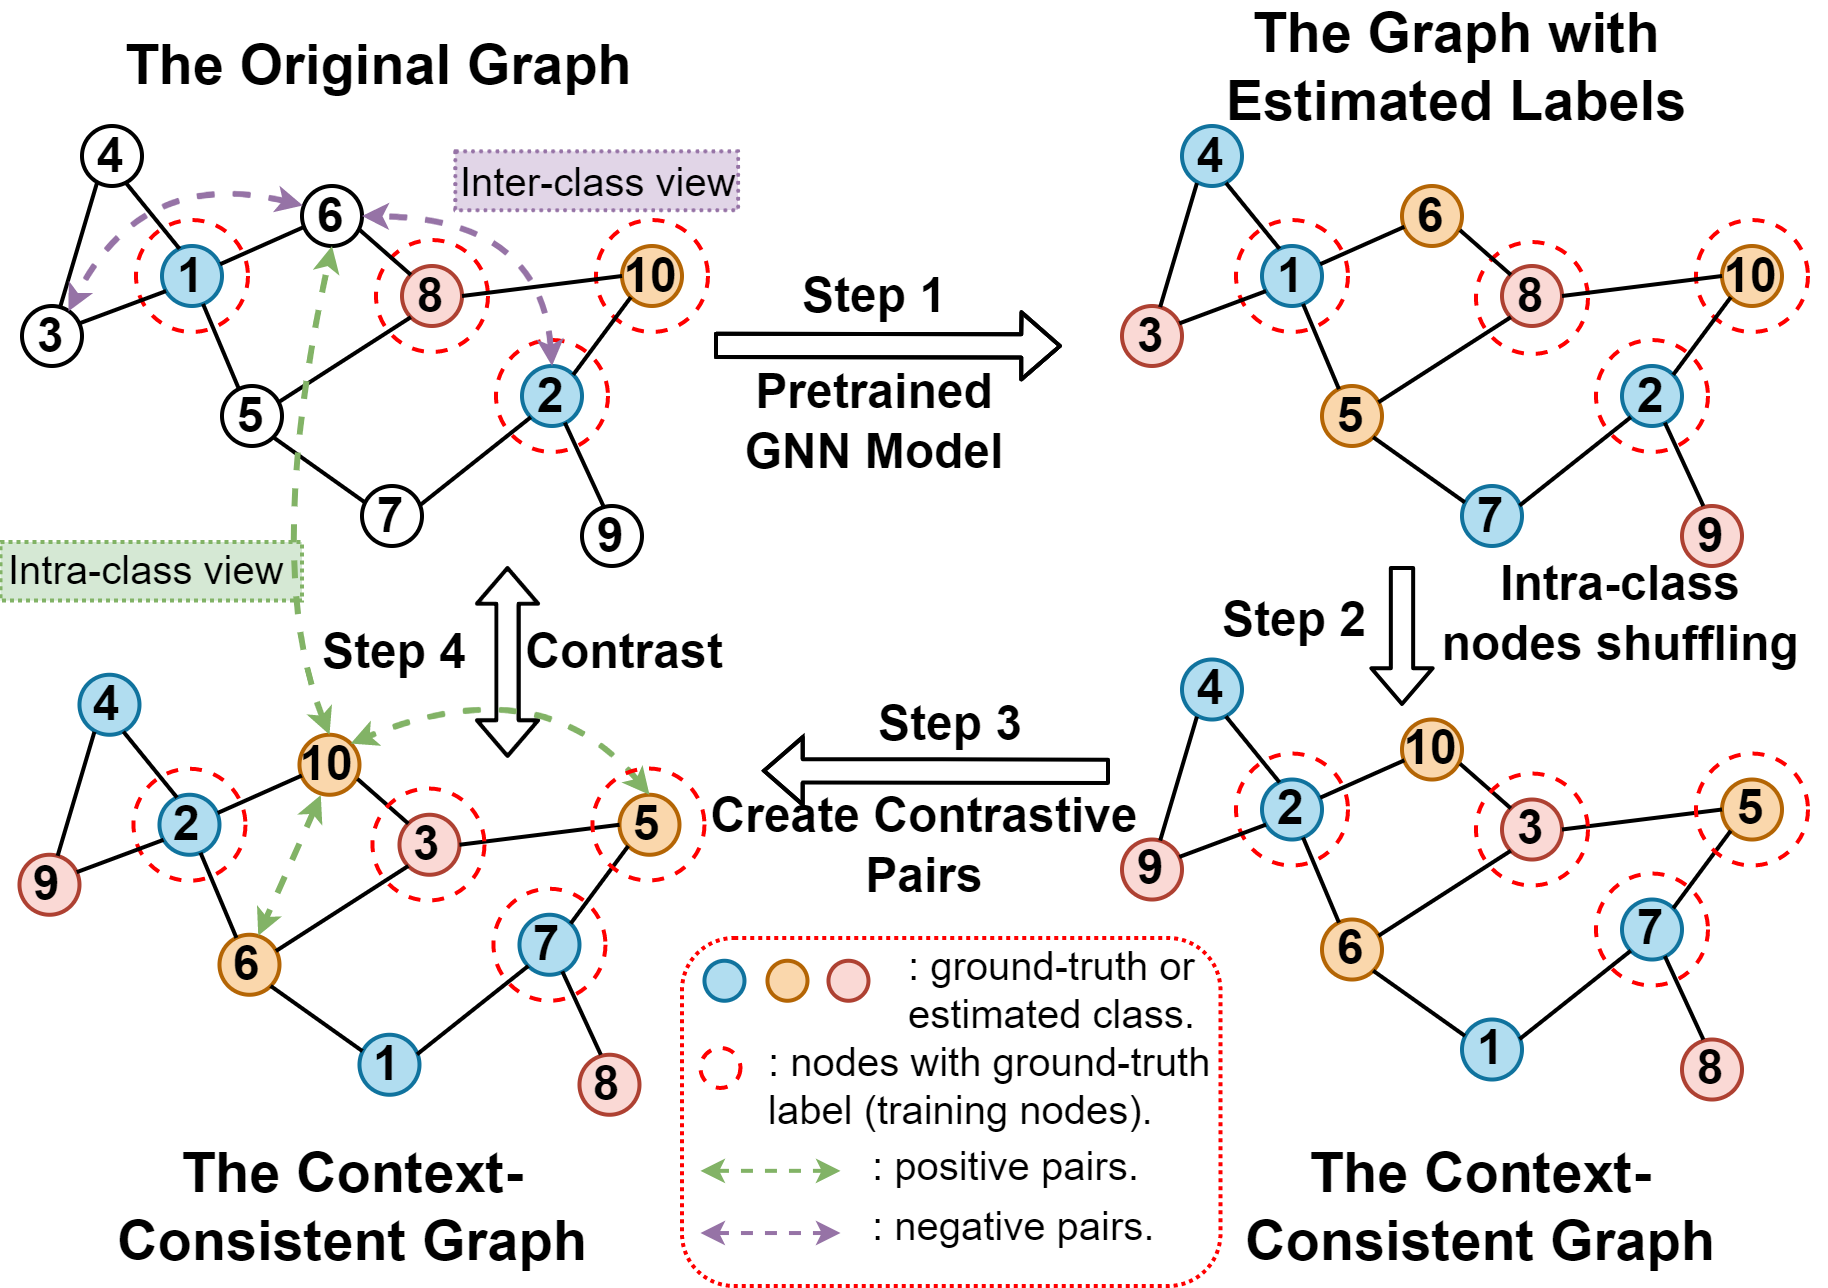 The Original Graph
4
Inter-class view
6
1
8
10
3
5
2
7
9
Step 1
Pretrained
GNN Model
The Graph with
Estimated Labels
4
6
1
8
10
3
5
2
7
9
Step 2
Intra-class
nodes shuffling
4
10
2
3
5
9
6
7
1
8
The Context-
Consistent Graph
Step 3
Create Contrastive
Pairs
Intra-class view
Step 4
Contrast
4
10
2
3
5
9
6
7
1
8
The Context-
Consistent Graph
: ground-truth or
estimated class.
: nodes with ground-truth
label (training nodes).
: positive pairs.
: negative pairs.